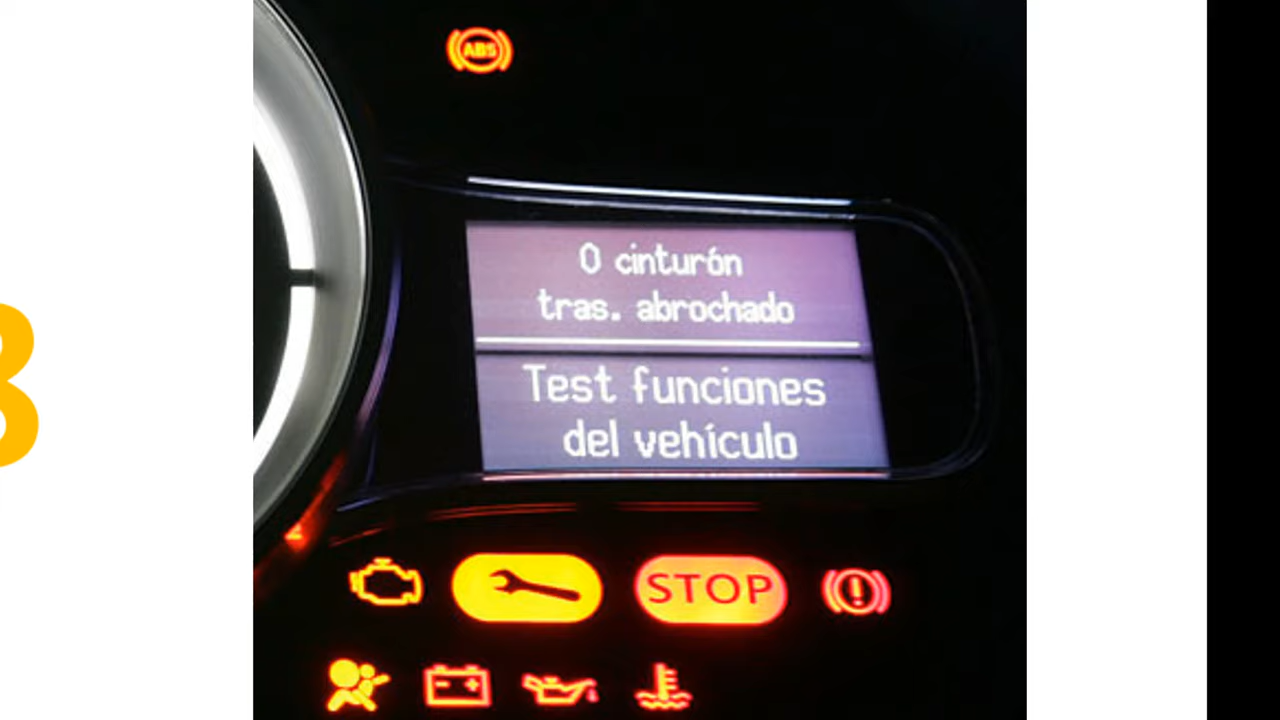 ABS
0 cinturón
tras. abrochado
Test funciones
del vehículo
STOP